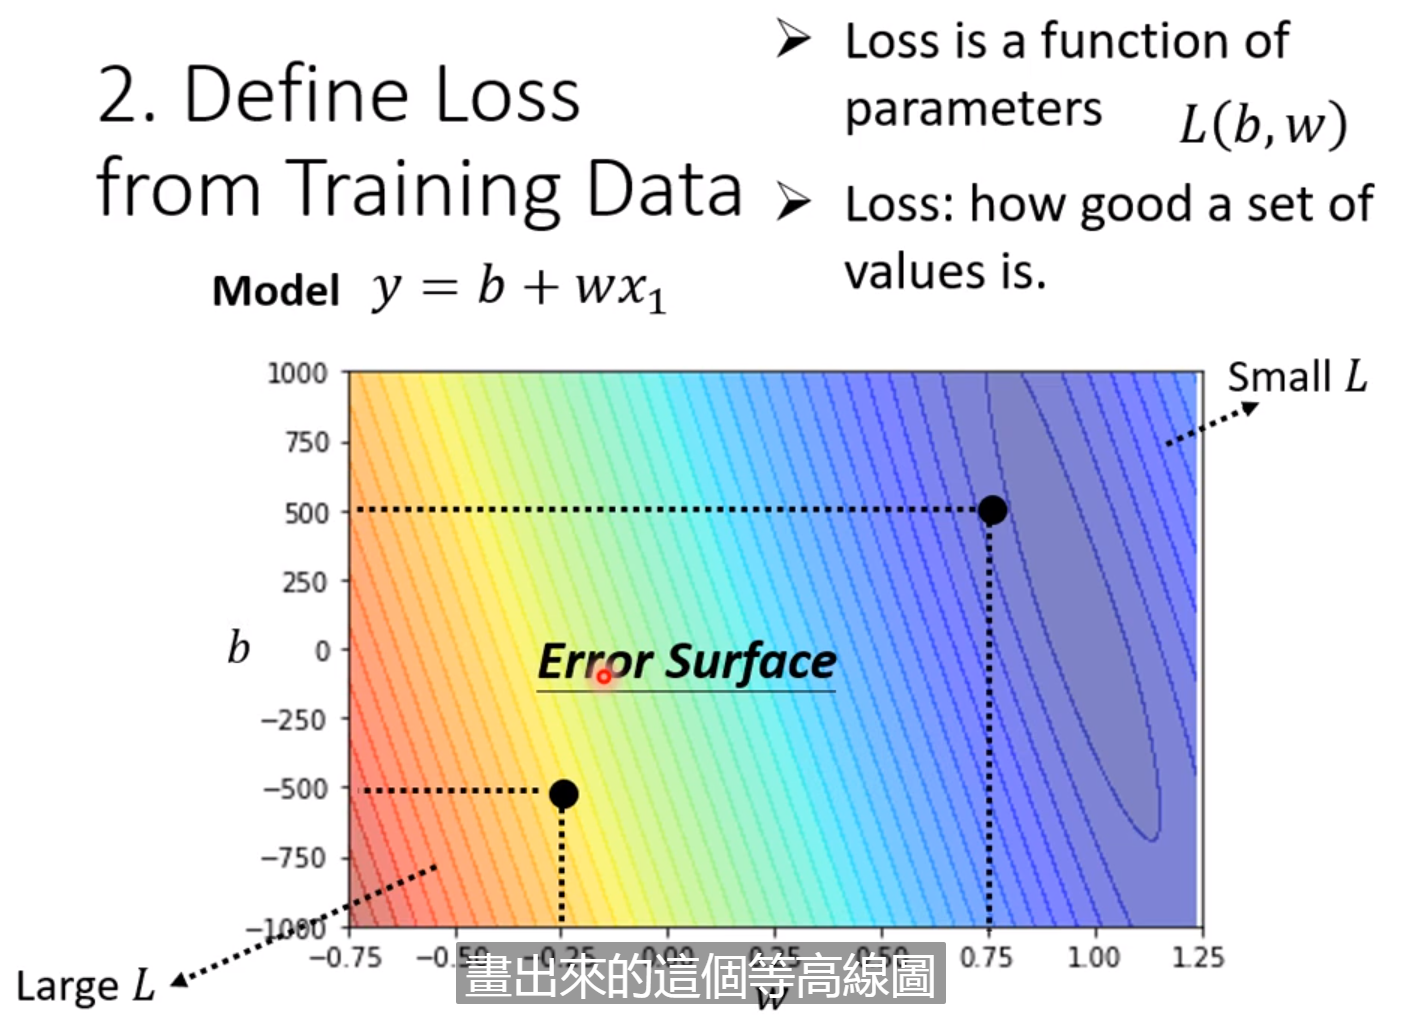 2. Define Loss
from Training Data
➢ Loss is a function of
parameters L(b, w)
➢ Loss: how good a set of
values is.
Model y = b + wx₁
1000
750
500
250
0
−250
−500
−750
−1000
b
Error Surface
Small L
Large L
−0.75 −0.25 0.00 0.25 0.50 0.75 1.00 1.25
畫出來的這個等高線圖
w